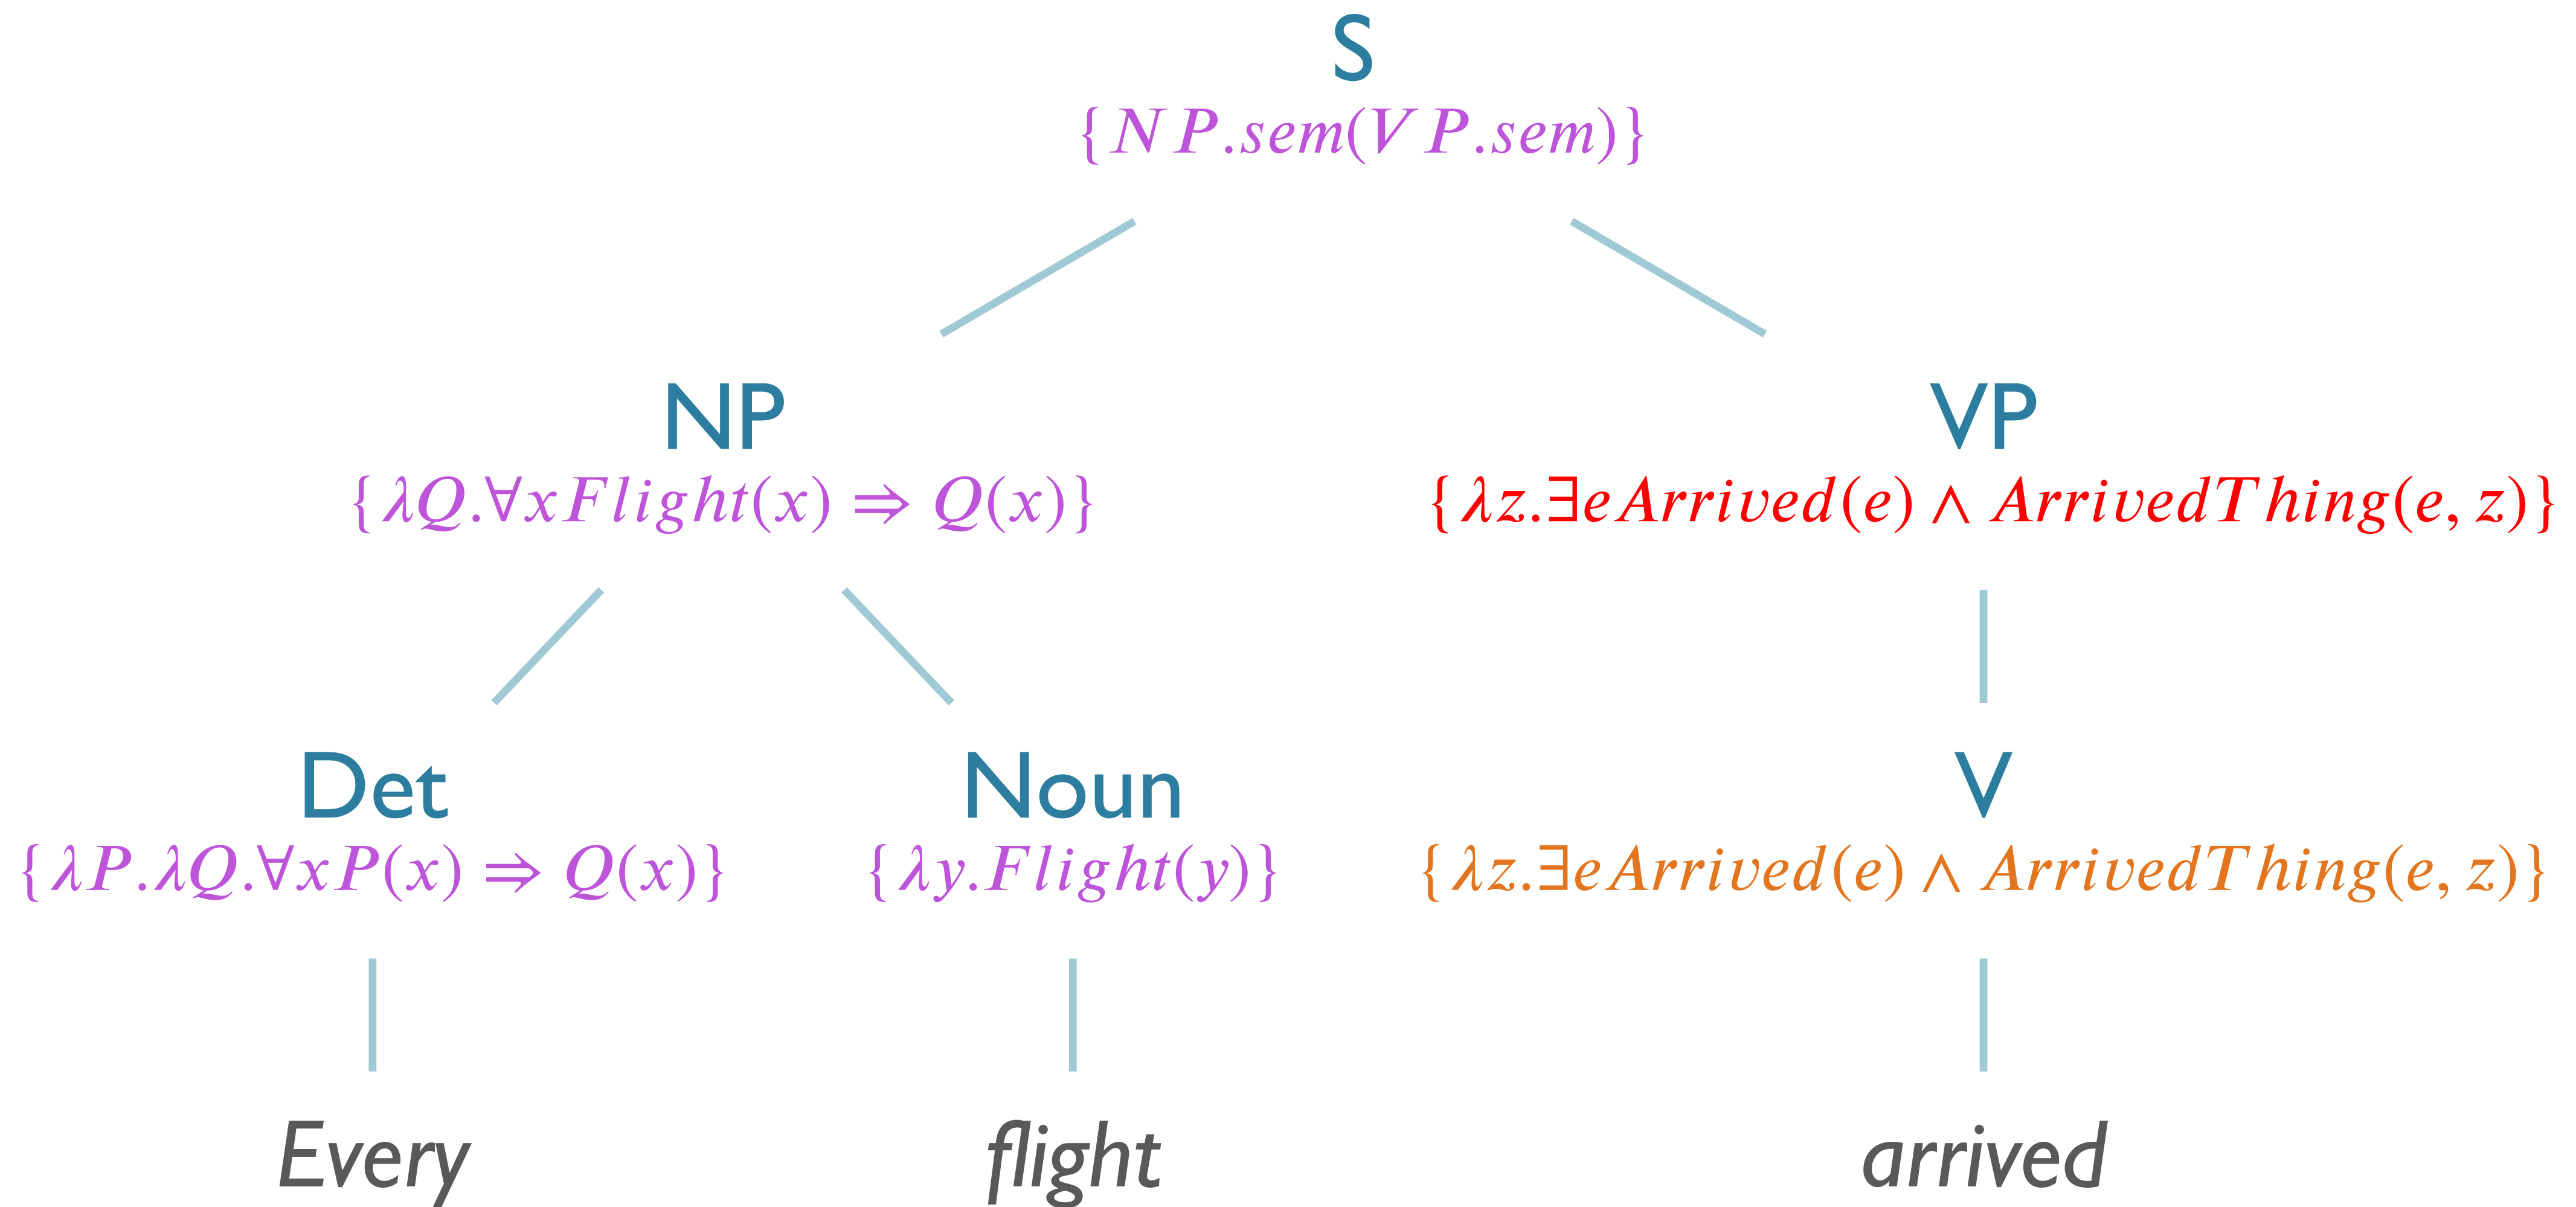 S
{NP.sem(VP.sem)}
NP VP
{λQ.∀xFlight(x) ⇒ Q(x)} {λz.∃eArrived(e) ∧ ArrivedThing(e, z)}
Det Noun V
{λP.λQ.∀xP(x) ⇒ Q(x)} {λy.Flight(y)} {λz.∃eArrived(e) ∧ ArrivedThing(e, z)}
Every flight arrived